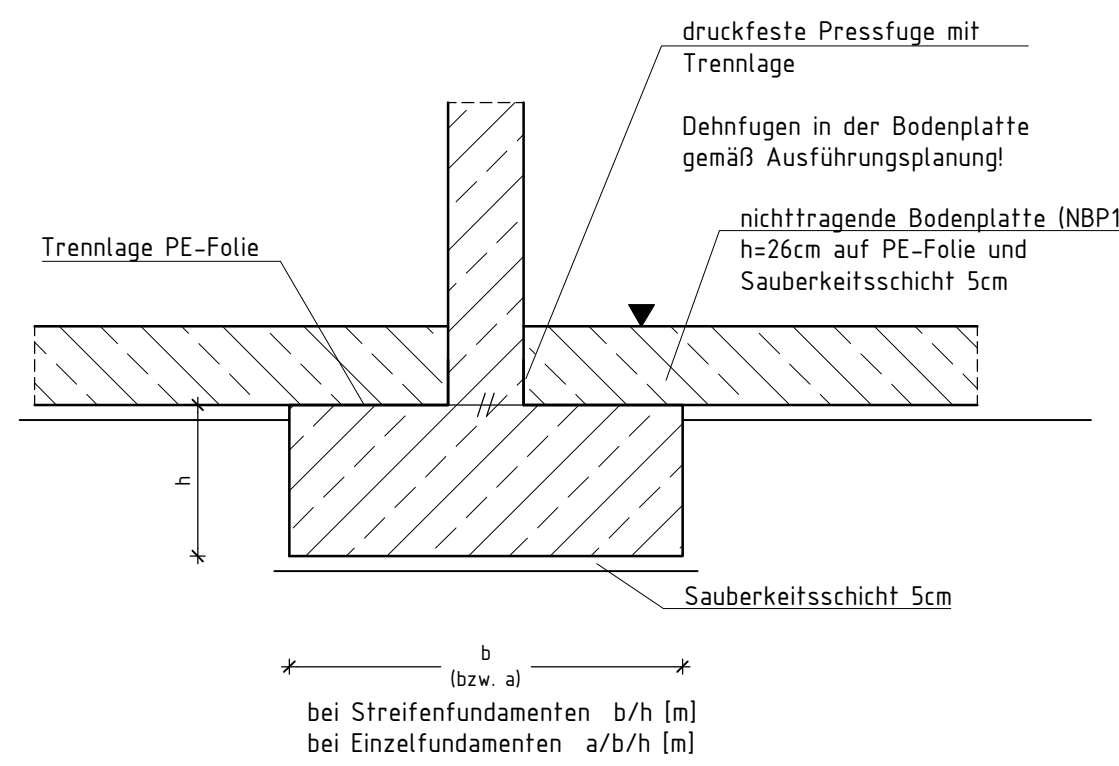 druckfeste Pressfuge mit
Trennlage
Dehnfugen in der Bodenplatte
gemäß Ausführungsplanung!
nichttragende Bodenplatte (NBP1
h=26cm auf PE-Folie und
Sauberkeitsschicht 5cm
Trennlage PE-Folie
h
Sauberkeitsschicht 5cm
b
(bzw. a)
bei Streifenfundamenten b/h [m]
bei Einzelfundamenten a/b/h [m]